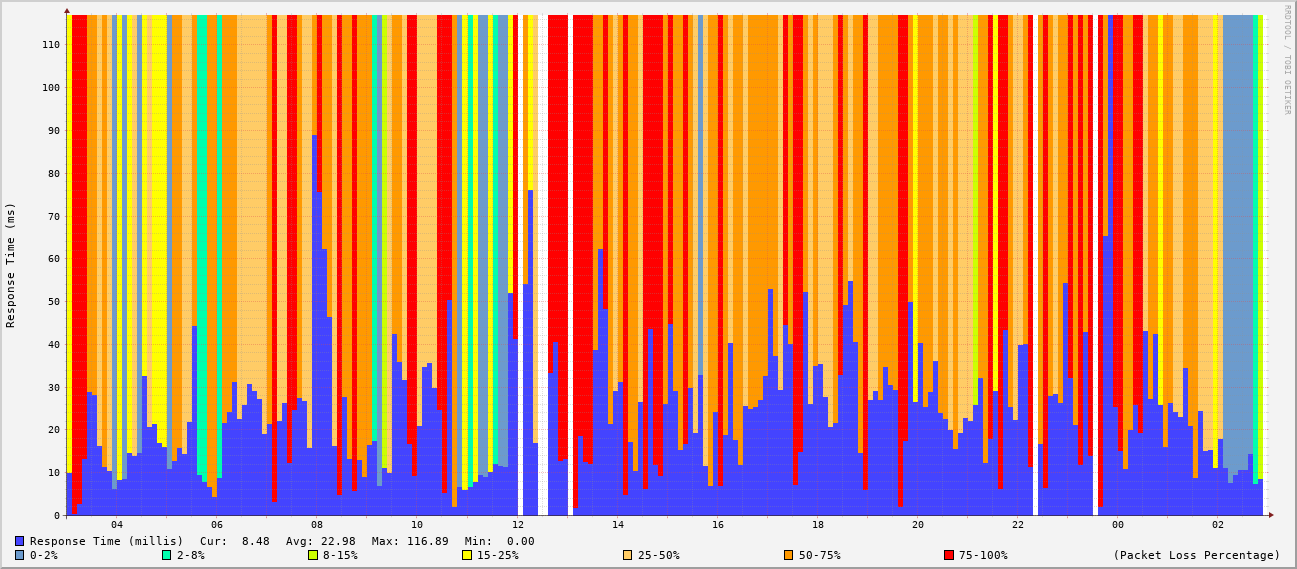 RRDTOOL / TOBI OETIKER
Response Time (ms)
110
100
90
80
70
60
50
40
30
20
10
0
04 06 08 10 12 14 16 18 20 22 00 02
Response Time (millis) Cur: 8.48 Avg: 22.98 Max: 116.89 Min: 0.00
0-2% 2-8% 8-15% 15-25% 25-50% 50-75% 75-100% (Packet Loss Percentage)